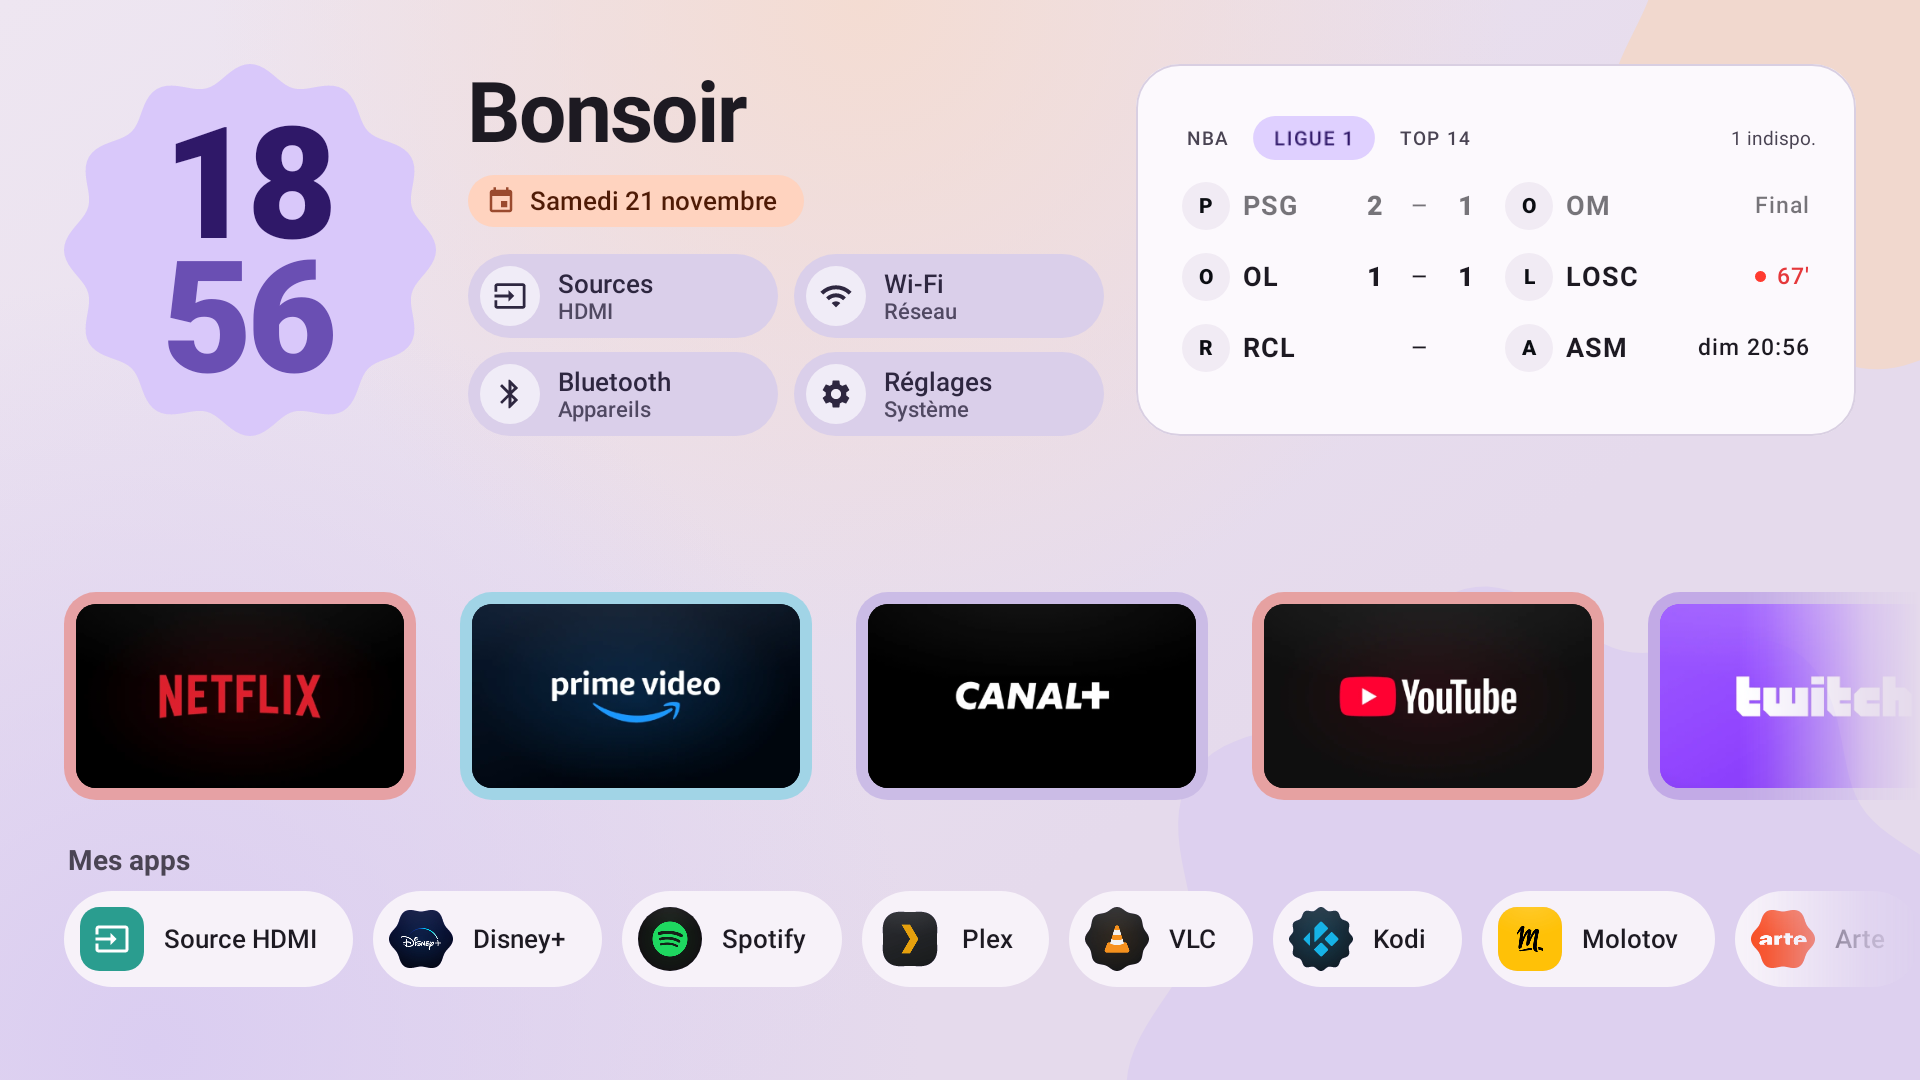 18
56
Bonsoir
Samedi 21 novembre
Sources
HDMI
Wi-Fi
Réseau
Bluetooth
Appareils
Réglages
Système
NBA LIGUE 1 TOP 14 1 indispo.
P PSG 2 – 1 O OM Final
O OL 1 – 1 L LOSC 67'
R RCL – A ASM dim 20:56
NETFLIX
prime video
CANAL+
YouTube
twitch
Mes apps
Source HDMI
Disney+ Disney+
Spotify
Plex
VLC
Kodi
M. Molotov
arte Arte